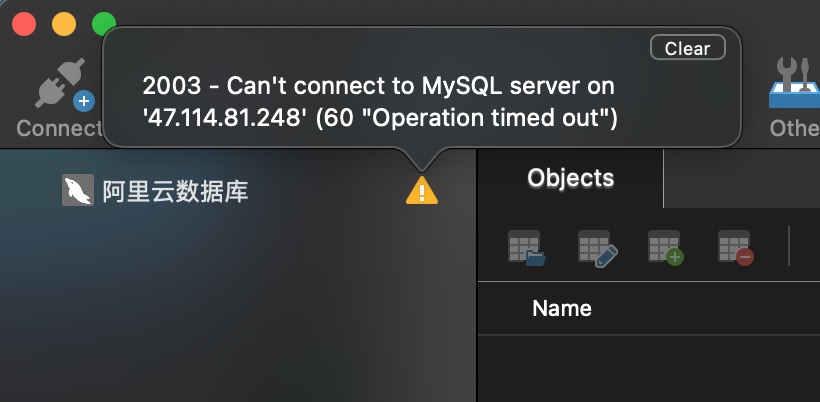 Clear
2003 - Can't connect to MySQL server on
'47.114.81.248' (60 "Operation timed out")
Connect
Othe
阿里云数据库
Objects
Name